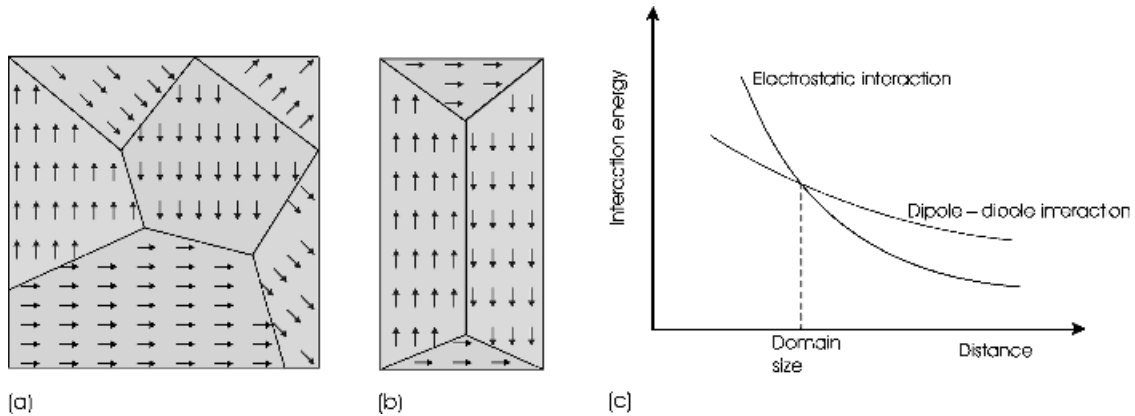 Electrostatic interaction
Interaction energy
Dipole – dipole interaction
Domain
size
Distance
(a)
(b)
(c)